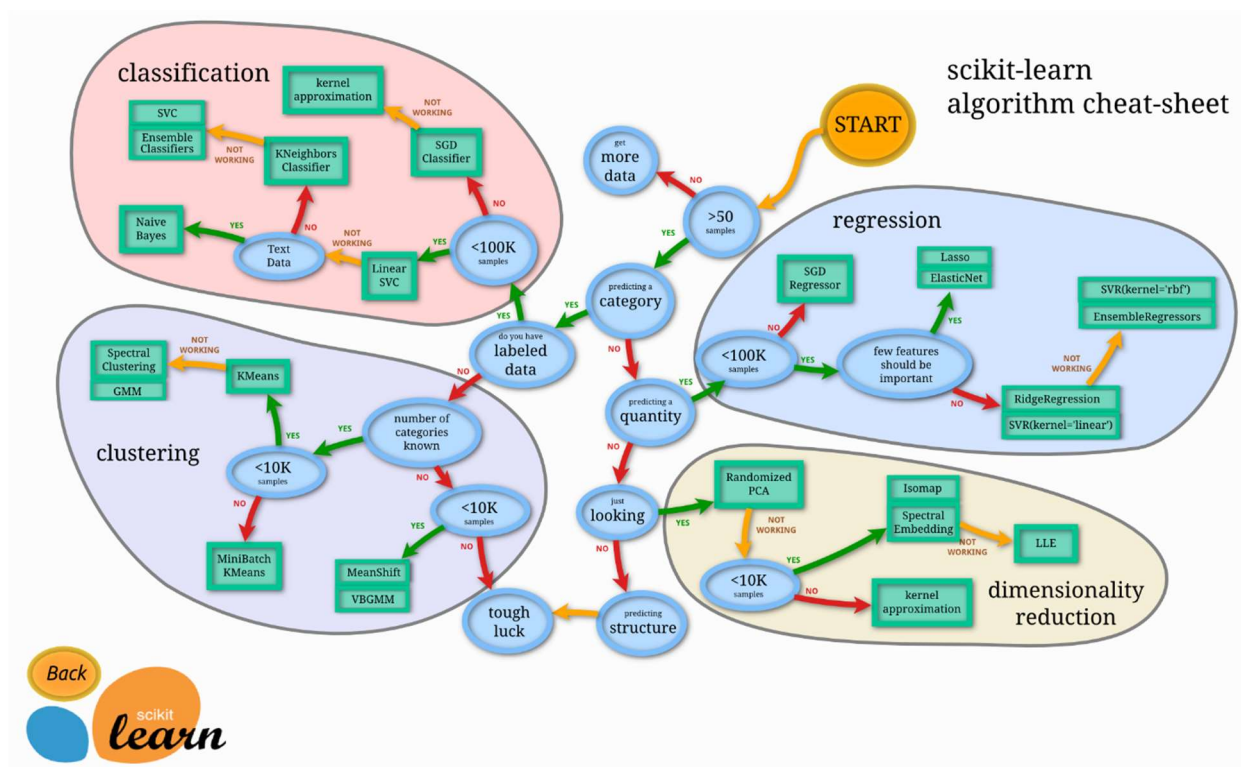 scikit-learn
algorithm cheat-sheet
START
get
more
data
NO
>50
samples
YES
predicting a
category
YES
NO
do you have
labeled
data
YES
NO
predicting a
quantity
YES
NO
just
looking
YES
NO
predicting
structure
tough
luck
classification
kernel
approximation
NOT
WORKING
SGD
Classifier
NO
<100K
samples
YES
Linear
SVC
NOT
WORKING
Text
Data
YES
Naive
Bayes
NO
KNeighbors
Classifier
NOT
WORKING
SVC
Ensemble
Classifiers
regression
<100K
samples
NO
SGD
Regressor
YES
few features
should be
important
YES
Lasso
ElasticNet
NO
RidgeRegression
SVR(kernel='linear')
NOT
WORKING
SVR(kernel='rbf')
EnsembleRegressors
clustering
number of
categories
known
YES
<10K
samples
YES
KMeans
NOT
WORKING
Spectral
Clustering
GMM
NO
MiniBatch
KMeans
NO
<10K
samples
YES
MeanShift
VBGMM
NO
dimensionality
reduction
Randomized
PCA
NOT
WORKING
<10K
samples
YES
Isomap
Spectral
Embedding
NOT
WORKING
LLE
NO
kernel
approximation
Back
scikit
learn